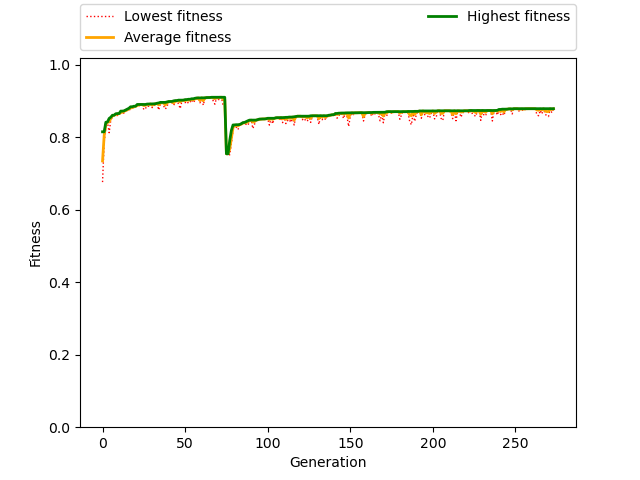 Lowest fitness
Average fitness
Highest fitness
1.0
0.8
0.6
0.4
0.2
0.0
Fitness
0 50 100 150 200 250
Generation